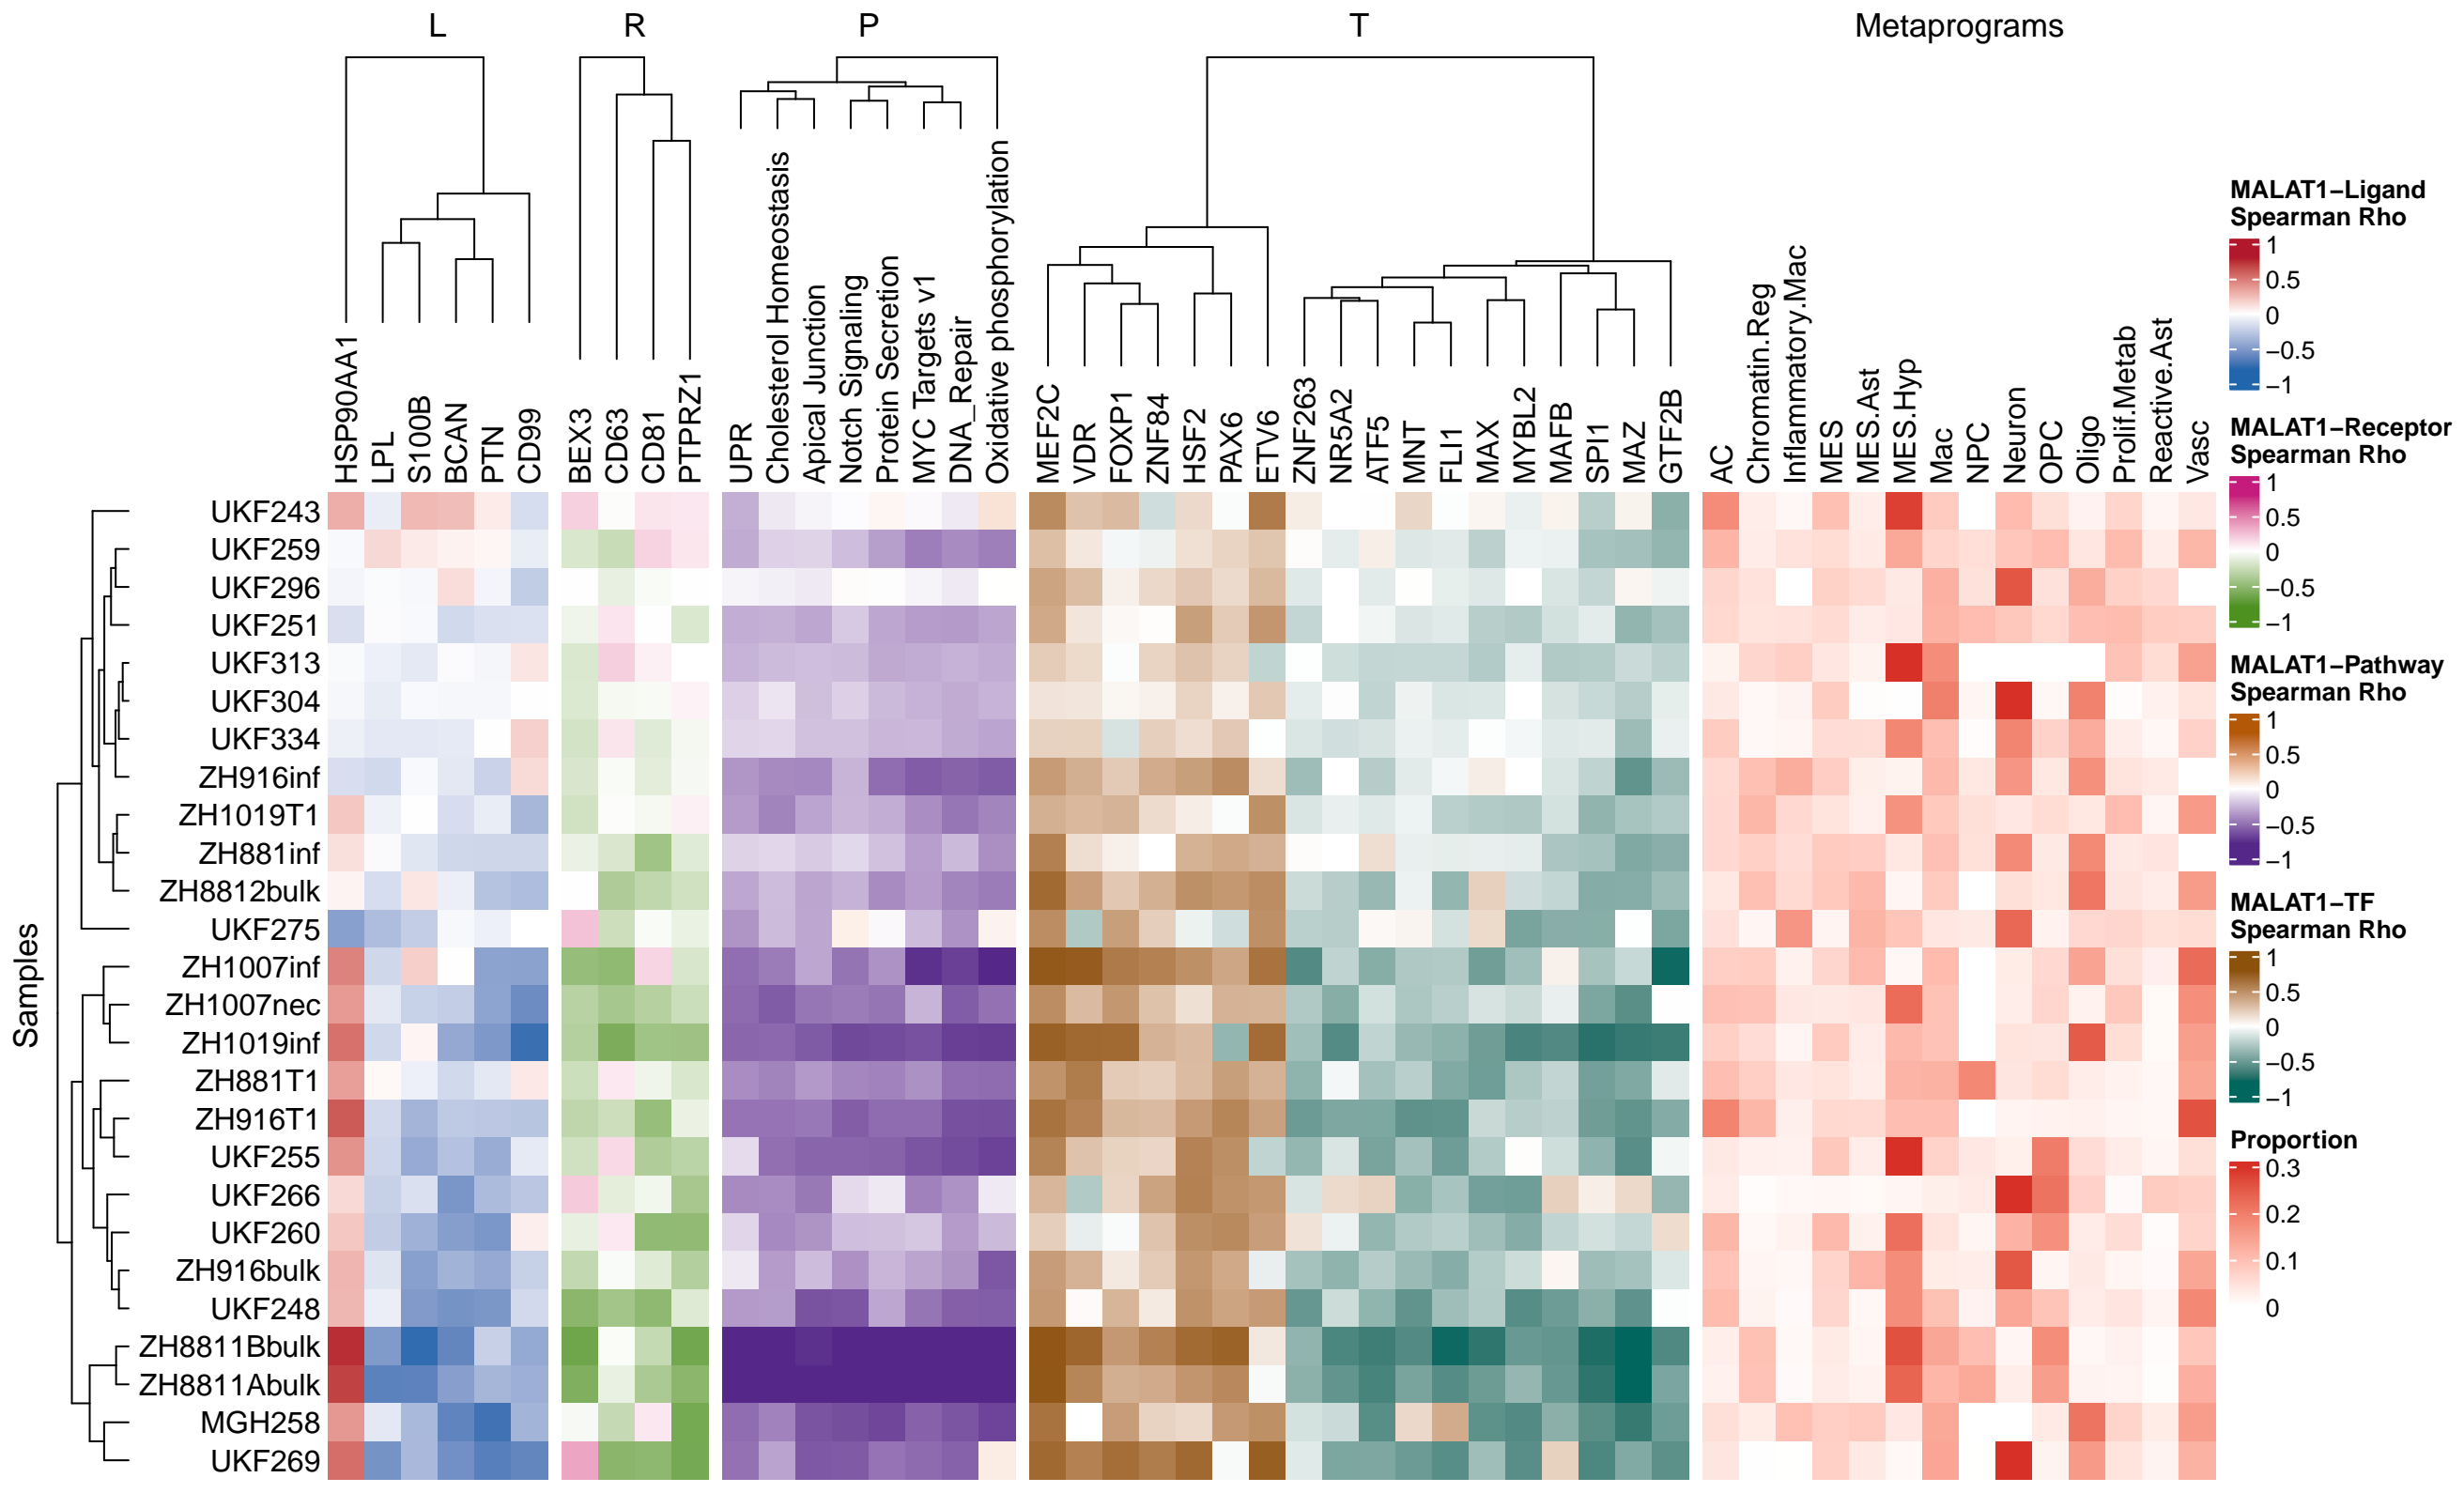 L
R
P
T
Metaprograms
HSP90AA1
LPL
S100B
BCAN
PTN
CD99
BEX3
CD63
CD81
PTPRZ1
UPR
Cholesterol Homeostasis
Apical Junction
Notch Signaling
Protein Secretion
MYC Targets v1
DNA_Repair
Oxidative phosphorylation
MEF2C
VDR
FOXP1
ZNF84
HSF2
PAX6
ETV6
ZNF263
NR5A2
ATF5
MNT
FLI1
MAX
MYBL2
MAFB
SPI1
MAZ
GTF2B
AC
Chromatin.Reg
Inflammatory.Mac
MES
MES.Ast
MES.Hyp
Mac
NPC
Neuron
OPC
Oligo
Prolif.Metab
Reactive.Ast
Vasc
Samples
UKF243
UKF259
UKF296
UKF251
UKF313
UKF304
UKF334
ZH916inf
ZH1019T1
ZH881inf
ZH8812bulk
UKF275
ZH1007inf
ZH1007nec
ZH1019inf
ZH881T1
ZH916T1
UKF255
UKF266
UKF260
ZH916bulk
UKF248
ZH8811Bbulk
ZH8811Abulk
MGH258
UKF269
MALAT1−Ligand
Spearman Rho
1
0.5
0
−0.5
−1
MALAT1−Receptor
Spearman Rho
1
0.5
0
−0.5
−1
MALAT1−Pathway
Spearman Rho
1
0.5
0
−0.5
−1
MALAT1−TF
Spearman Rho
1
0.5
0
−0.5
−1
Proportion
0.3
0.2
0.1
0